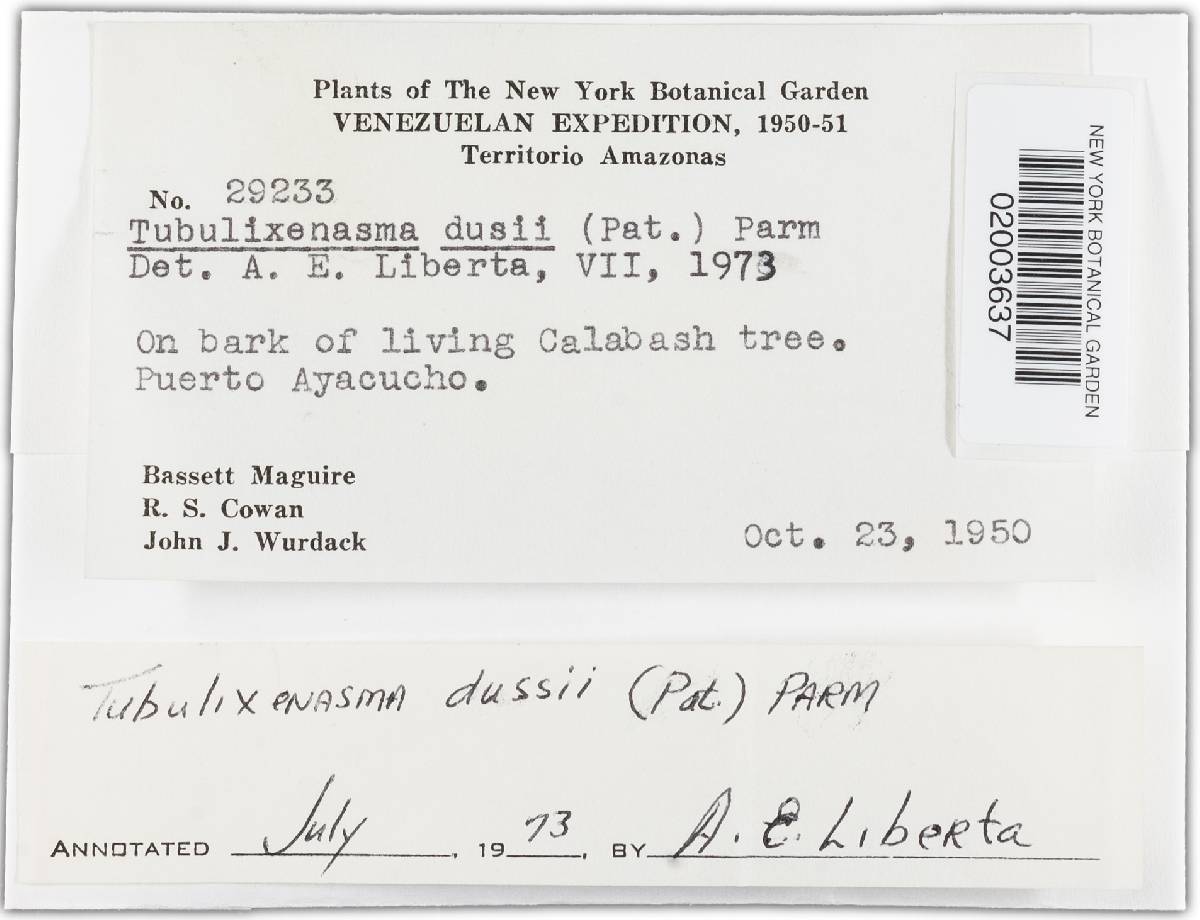 Plants of The New York Botanical Garden
VENEZUELAN EXPEDITION, 1950-51
Territorio Amazonas
No. 29233
Tubulixenasma dusii (Pat.) Parm
Det. A. E. Liberta, VII, 1973
On bark of living Calabash tree.
Puerto Ayacucho.
Bassett Maguire
R. S. Cowan
John J. Wurdack
Oct. 23, 1950
NEW YORK BOTANICAL GARDEN
02003637
Tubulixenasma dussii (Pat.) PARM
ANNOTATED July, 1973, BY A. E. Liberta